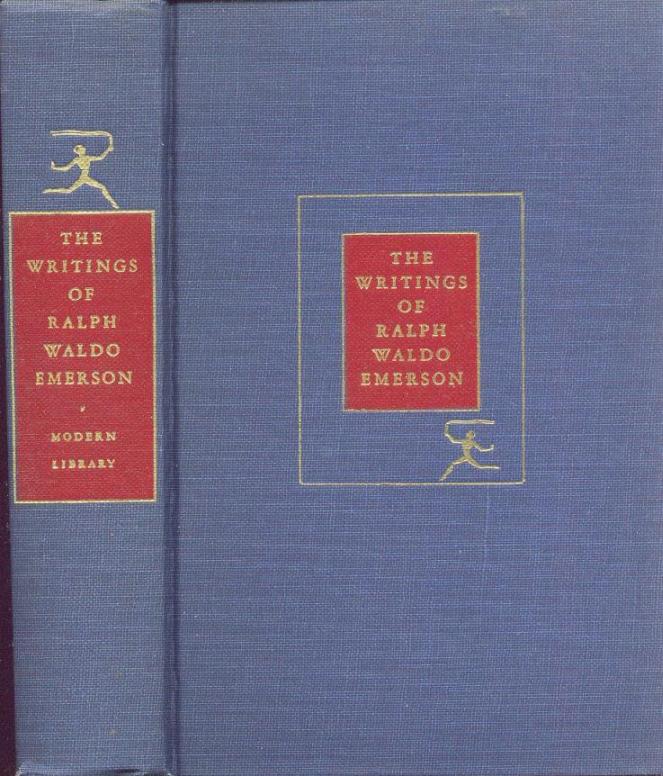 THE
WRITINGS
OF
RALPH
WALDO
EMERSON
MODERN
LIBRARY
THE
WRITINGS
OF
RALPH
WALDO
EMERSON